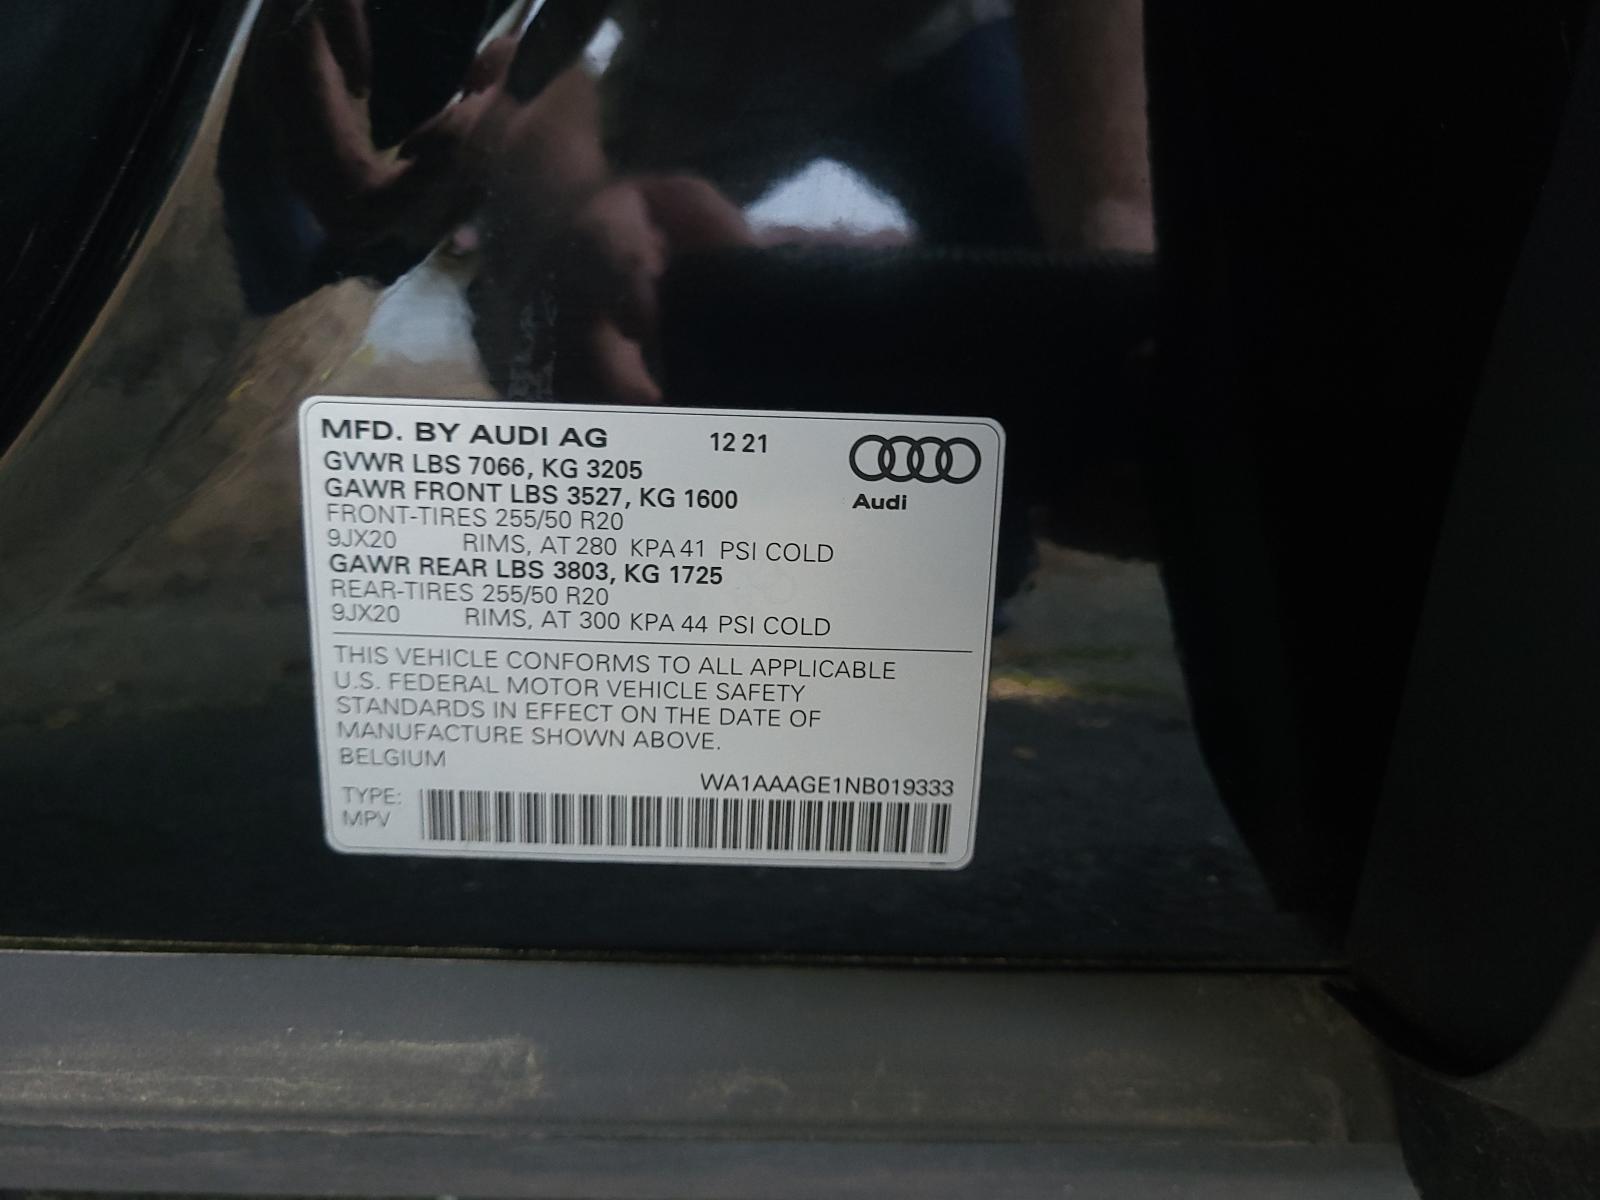 MFD. BY AUDI AG 12 21
GVWR LBS 7066, KG 3205
GAWR FRONT LBS 3527, KG 1600
Audi
FRONT-TIRES 255/50 R20
9JX20 RIMS, AT 280 KPA 41 PSI COLD
GAWR REAR LBS 3803, KG 1725
REAR-TIRES 255/50 R20
9JX20 RIMS, AT 300 KPA 44 PSI COLD
THIS VEHICLE CONFORMS TO ALL APPLICABLE
U.S. FEDERAL MOTOR VEHICLE SAFETY
STANDARDS IN EFFECT ON THE DATE OF
MANUFACTURE SHOWN ABOVE.
BELGIUM
WA1AAAGE1NB019333
TYPE:
MPV